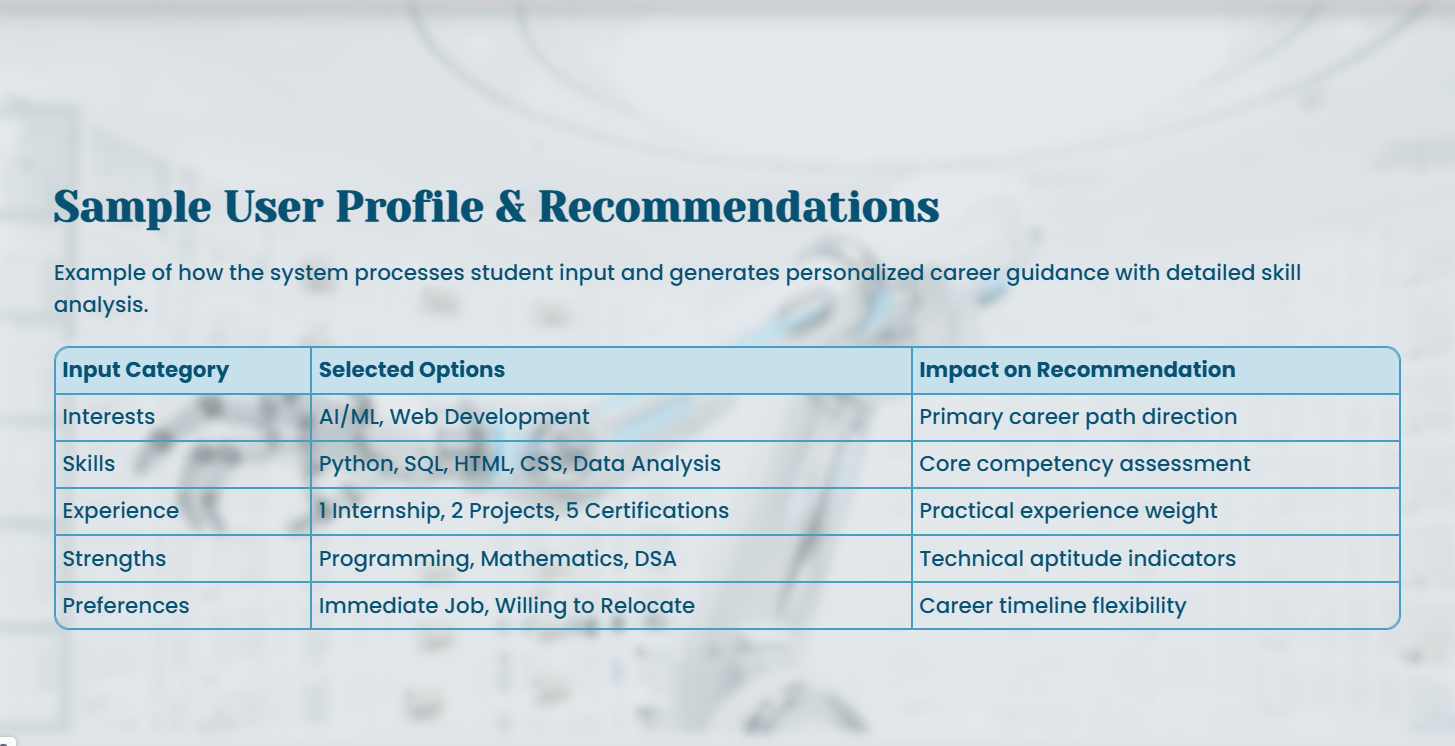 Sample User Profile & Recommendations
Example of how the system processes student input and generates personalized career guidance with detailed skill
analysis.
Input Category Selected Options Impact on Recommendation
Interests AI/ML, Web Development Primary career path direction
Skills Python, SQL, HTML, CSS, Data Analysis Core competency assessment
Experience 1 Internship, 2 Projects, 5 Certifications Practical experience weight
Strengths Programming, Mathematics, DSA Technical aptitude indicators
Preferences Immediate Job, Willing to Relocate Career timeline flexibility